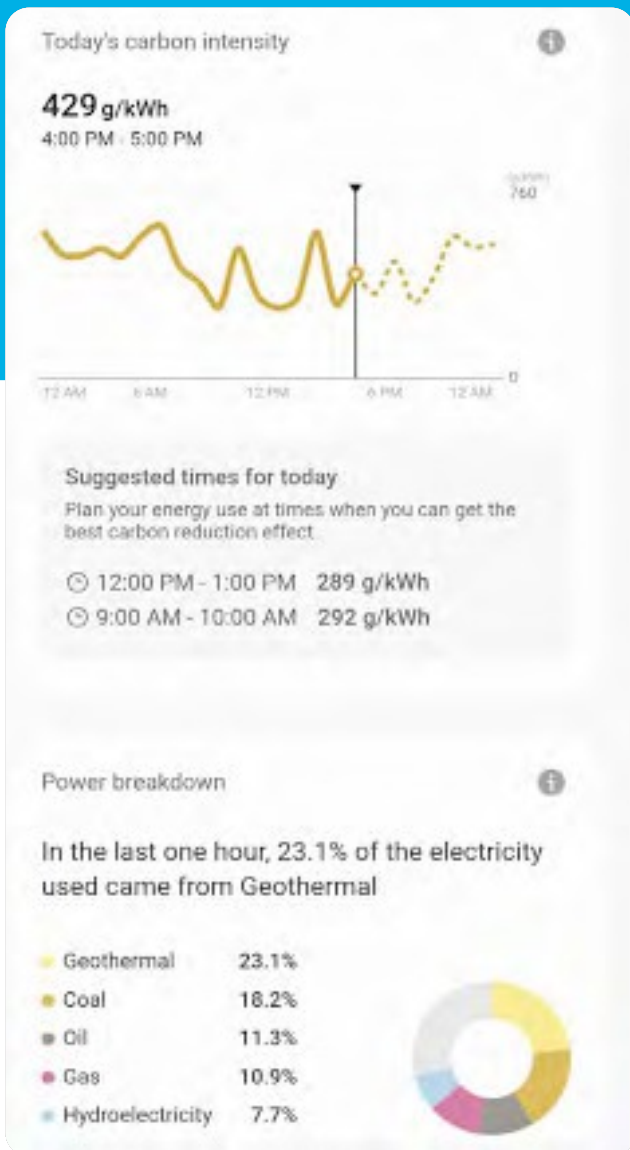 Today's carbon intensity
429 g/kWh
4:00 PM - 5:00 PM
760
0
12 AM 6 AM 12 PM 6 PM 12 AM
Suggested times for today
Plan your energy use at times when you can get the
best carbon reduction effect
12:00 PM - 1:00 PM 289 g/kWh
9:00 AM - 10:00 AM 292 g/kWh
Power breakdown
In the last one hour, 23.1% of the electricity
used came from Geothermal
Geothermal 23.1%
Coal 18.2%
Oil 11.3%
Gas 10.9%
Hydroelectricity 7.7%